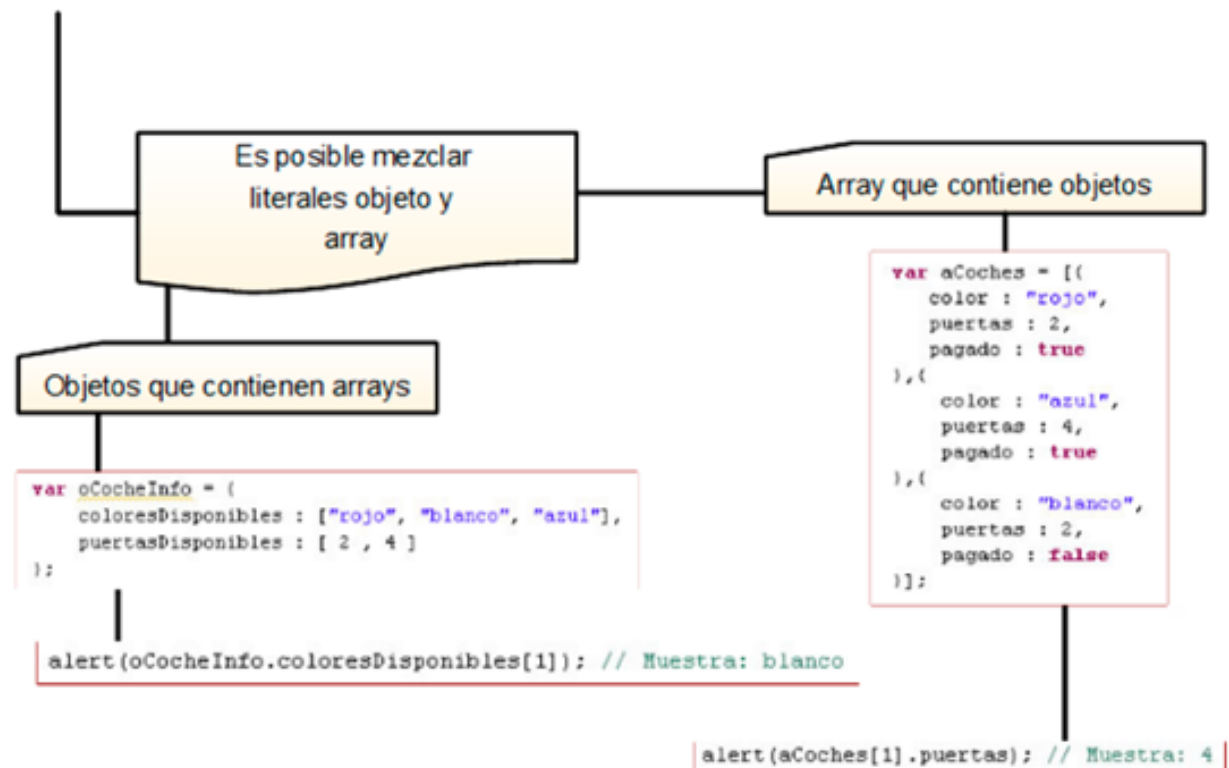 Es posible mezclar
literales objeto y
array
Array que contiene objetos
var aCoches = [{
color : "rojo",
puertas : 2,
pagado : true
},{
color : "azul",
puertas : 4,
pagado : true
},{
color : "blanco",
puertas : 2,
pagado : false
}];
Objetos que contienen arrays
var oCocheInfo = {
coloresDisponibles : ["rojo", "blanco", "azul"],
puertasDisponibles : [ 2 , 4 ]
};
alert(oCocheInfo.coloresDisponibles[1]); // Muestra: blanco
alert(aCoches[1].puertas); // Muestra: 4